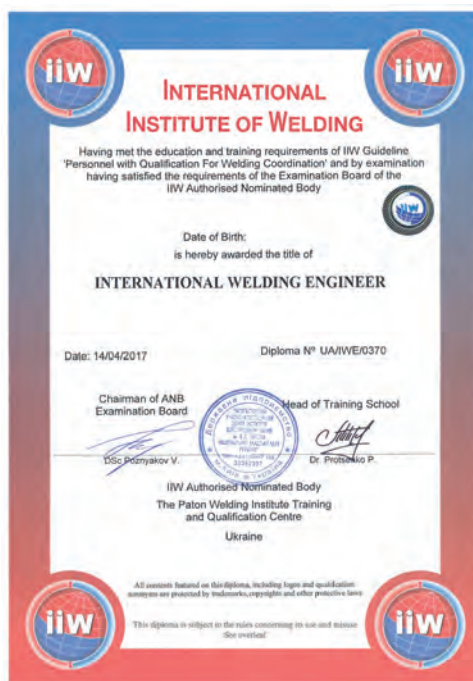 iiw
iiw
INTERNATIONAL
INSTITUTE OF WELDING
Having met the education and training requirements of IIW Guideline
'Personnel with Qualification For Welding Coordination' and by examination
having satisfied the requirements of the Examination Board of the
IIW Authorised Nominated Body
iiw
Date of Birth:
is hereby awarded the title of
INTERNATIONAL WELDING ENGINEER
Date: 14/04/2017
Diploma Nº UA/IWE/0370
Chairman of ANB
Examination Board
Head of Training School
Державне підприємство
м. Київ Україна
DSc Poznyakov V.
Dr. Protsenko P.
IIW Authorised Nominated Body
The Paton Welding Institute Training
and Qualification Centre
Ukraine
All contents featured on this diploma, including logos and qualification
acronyms are protected by trademarks, copyrights and other protective laws
This diploma is subject to the rules concerning its use and misuse
'See overleaf'
iiw
iiw